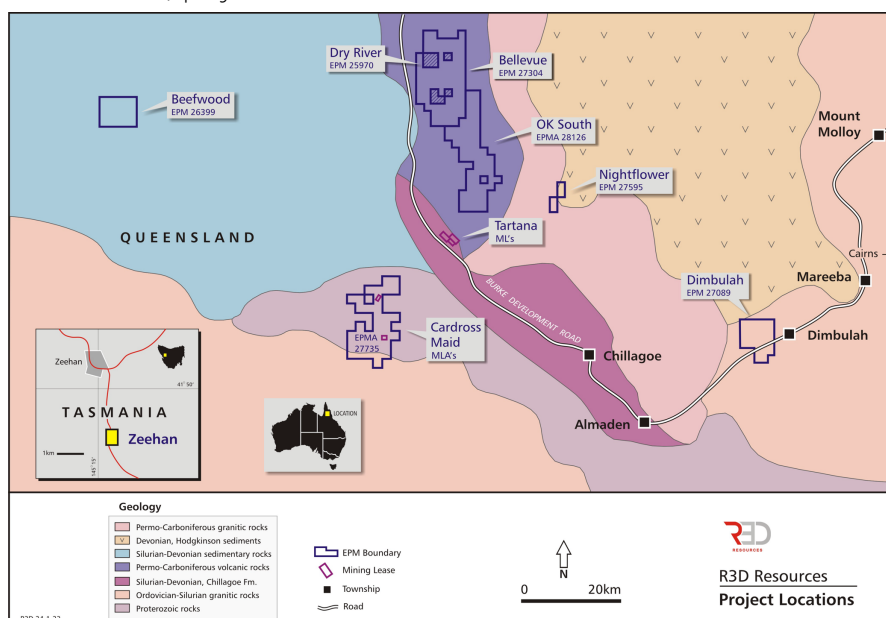 Dry River
EPM 25970
Bellevue
EPM 27304
Beefwood
EPM 26399
OK South
EPMA 28126
Mount
Molloy
Nightflower
EPM 27595
QUEENSLAND
Tartana
ML's
Cairns
Mareeba
Dimbulah
EPM 27089
BURKE DEVELOPMENT ROAD
EPMA
27735
Cardross
Maid
MLA's
Dimbulah
Chillagoe
Almaden
Zeehan
41° 50'
TASMANIA
Zeehan
1km
145° 15'
LOCATION
Geology
Permo-Carboniferous granitic rocks
V Devonian, Hodgkinson sediments
Silurian-Devonian sedimentary rocks
Permo-Carboniferous volcanic rocks
Silurian-Devonian, Chillagoe Fm.
Ordovician-Silurian granitic rocks
Proterozoic rocks
EPM Boundary
Mining Lease
Township
Road
N
0 20km
R3D
RESOURCES
R3D Resources
Project Locations